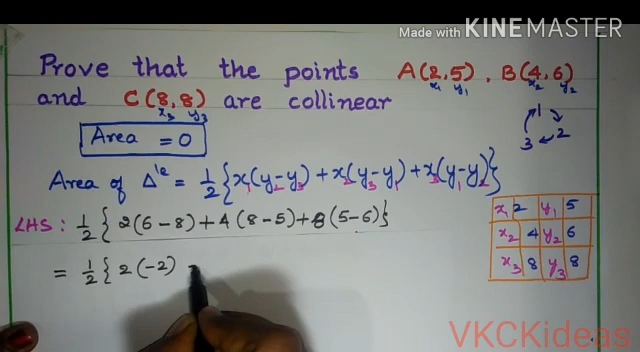 Made with KINEMASTER
Prove that the points A(2,5) , B(4,6)
x₁ y₁ x₂ y₂
and C(8,8) are collinear
x₃ y₃
1 2 3
Area = 0
Area of Δˡᵉ = 1/2 {x₁(y₂-y₃) + x₂(y₃-y₁) + x₃(y₁-y₂)}
LHS : 1/2 { 2(6-8) + 4 (8-5) + 8(5-6)}
= 1/2 { 2(-2)
x₁ 2 y₁ 5
x₂ 4 y₂ 6
x₃ 8 y₃ 8
VKCKideas